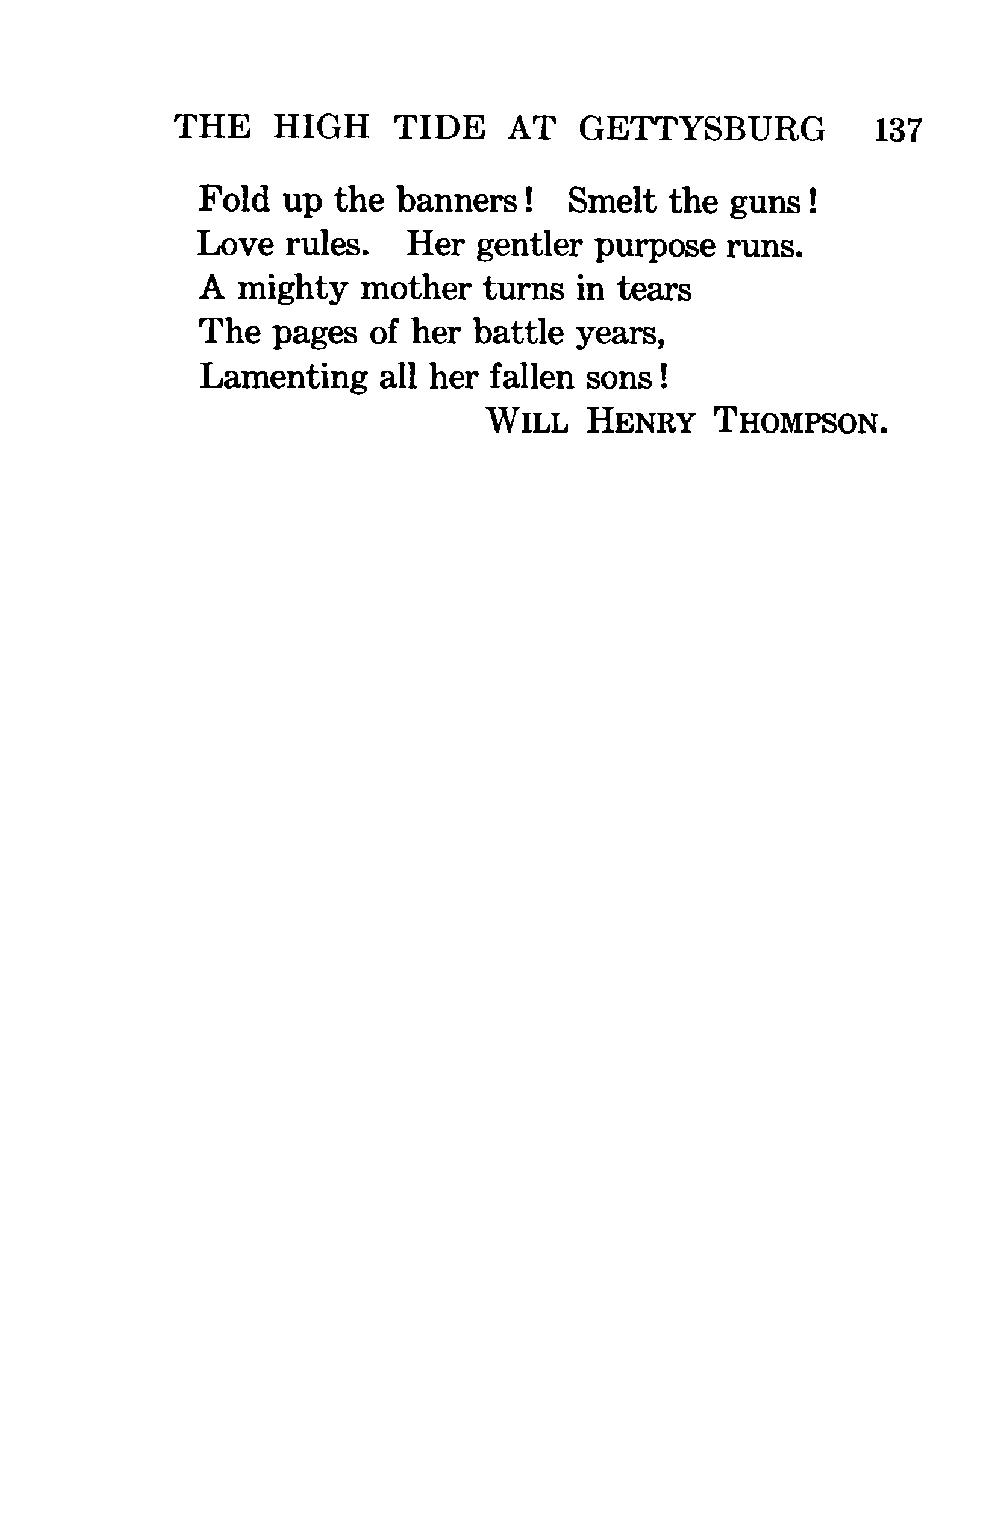 THE HIGH TIDE AT GETTYSBURG 137
Fold up the banners! Smelt the guns!
Love rules. Her gentler purpose runs.
A mighty mother turns in tears
The pages of her battle years,
Lamenting all her fallen sons!
WILL HENRY THOMPSON.